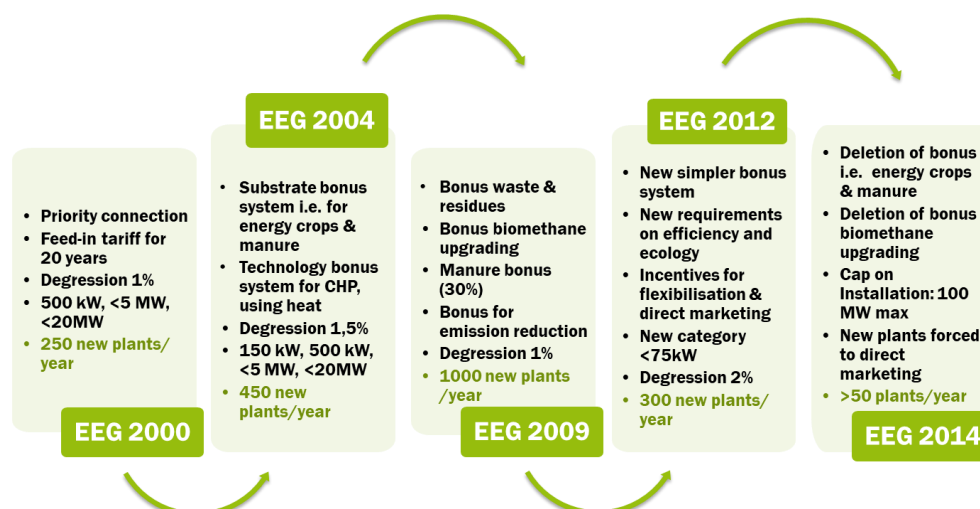 EEG 2000
• Priority connection
• Feed-in tariff for
20 years
• Degression 1%
• 500 kW, <5 MW,
<20MW
• 250 new plants/
year
EEG 2004
• Substrate bonus
system i.e. for
energy crops &
manure
• Technology bonus
system for CHP,
using heat
• Degression 1,5%
• 150 kW, 500 kW,
<5 MW, <20MW
• 450 new
plants/year
EEG 2009
• Bonus waste &
residues
• Bonus biomethane
upgrading
• Manure bonus
(30%)
• Bonus for
emission reduction
• Degression 1%
• 1000 new plants
/year
EEG 2012
• New simpler bonus
system
• New requirements
on efficiency and
ecology
• Incentives for
flexibilisation &
direct marketing
• New category
<75kW
• Degression 2%
• 300 new plants/
year
EEG 2014
• Deletion of bonus
i.e. energy crops
& manure
• Deletion of bonus
biomethane
upgrading
• Cap on
Installation: 100
MW max
• New plants forced
to direct
marketing
• >50 plants/year